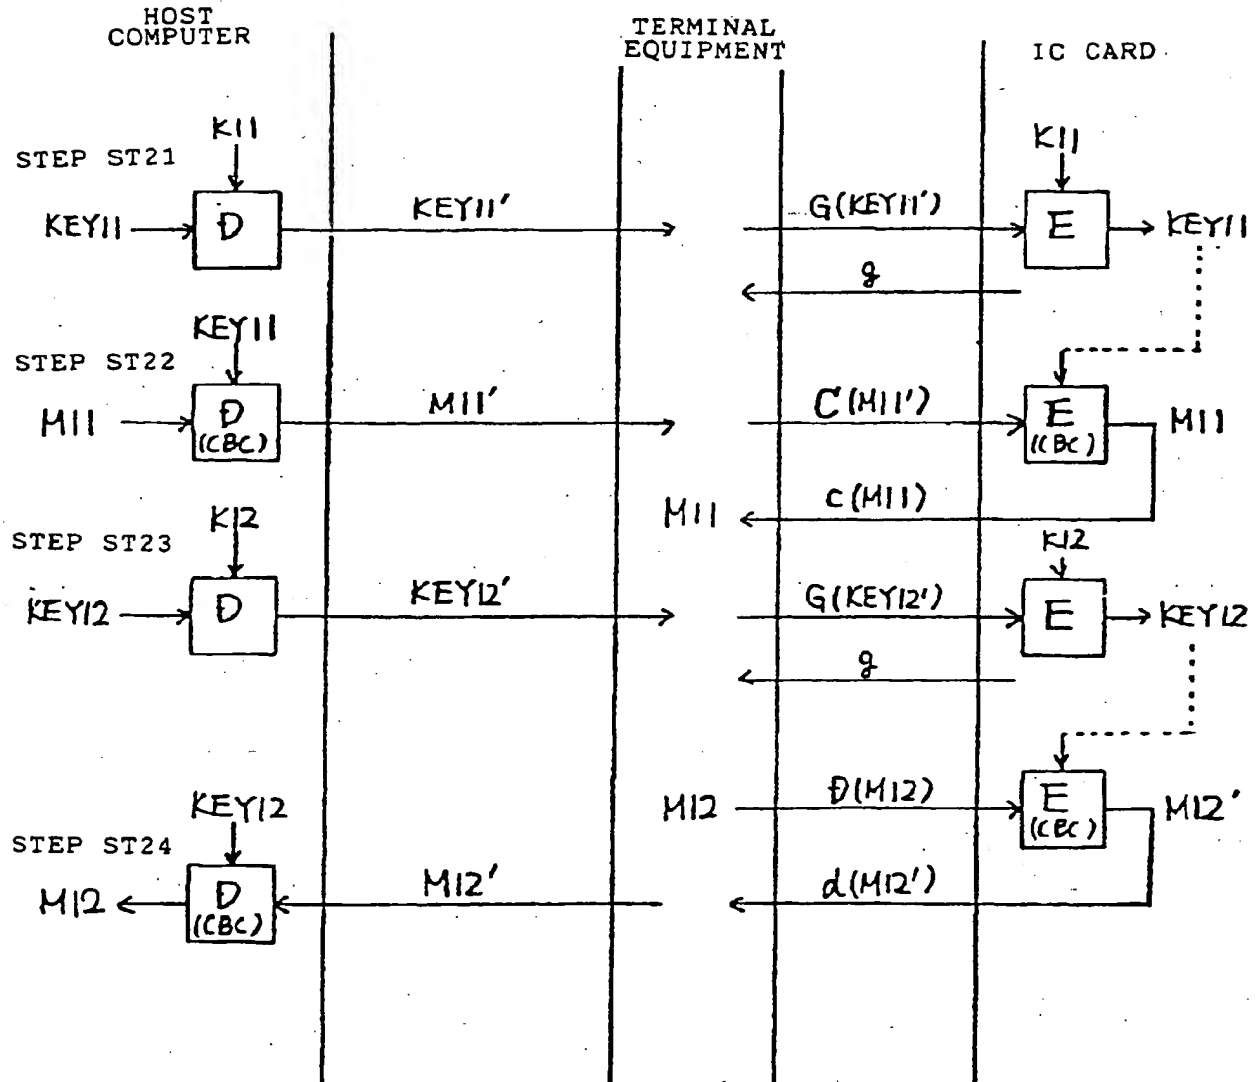 HOST
COMPUTER
TERMINAL
EQUIPMENT
IC CARD
STEP ST21
K11
KEY11
D
KEY11'
G(KEY11')
K11
E
KEY11
g
STEP ST22
KEY11
M11
D
(CBC)
M11'
C(M11')
E
(CBC)
M11
M11
c(M11)
STEP ST23
K12
KEY12
D
KEY12'
G(KEY12')
K12
E
KEY12
g
STEP ST24
M12
D(M12)
E
(CBC)
M12'
KEY12
M12
D
(CBC)
M12'
d(M12')